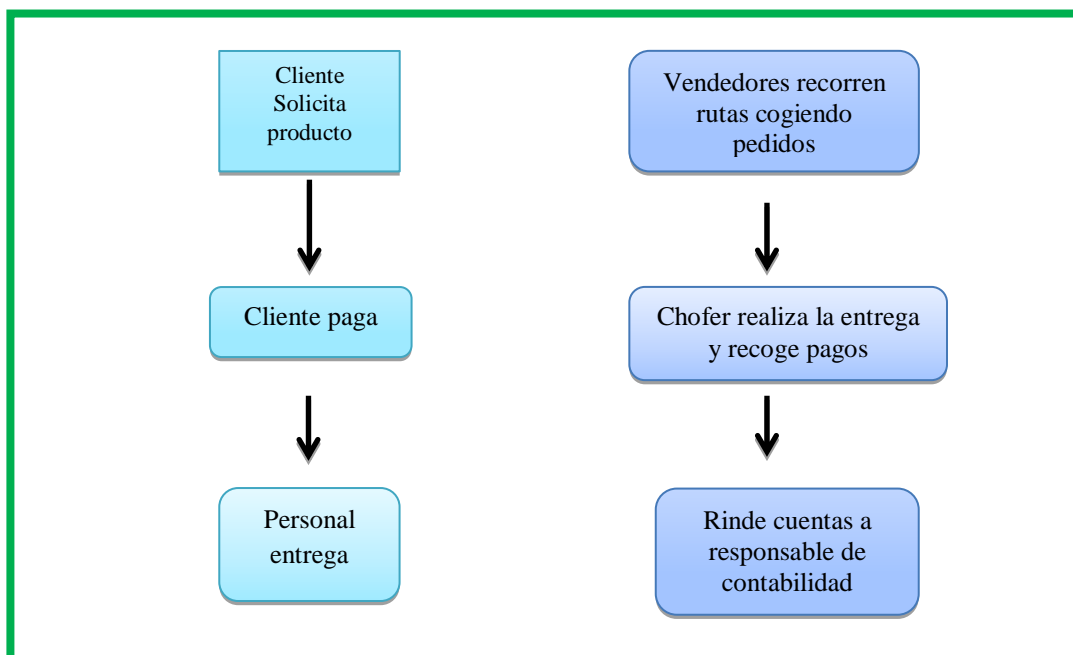 Cliente
Solicita
producto
Cliente paga
Personal
entrega
Vendedores recorren
rutas cogiendo
pedidos
Chofer realiza la entrega
y recoge pagos
Rinde cuentas a
responsable de
contabilidad